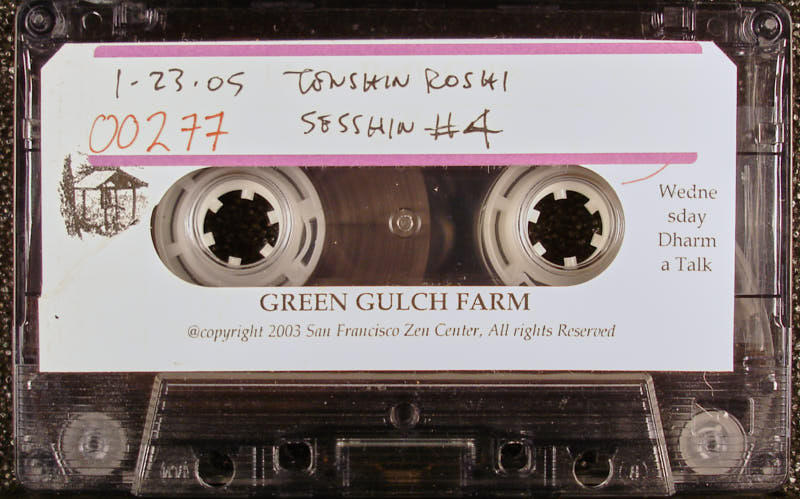 1-23-05 TENSHIN ROSHI
00277 SESSHIN #4
Wedne
sday
Dharm
a Talk
GREEN GULCH FARM
@copyright 2003 San Francisco Zen Center, All rights Reserved